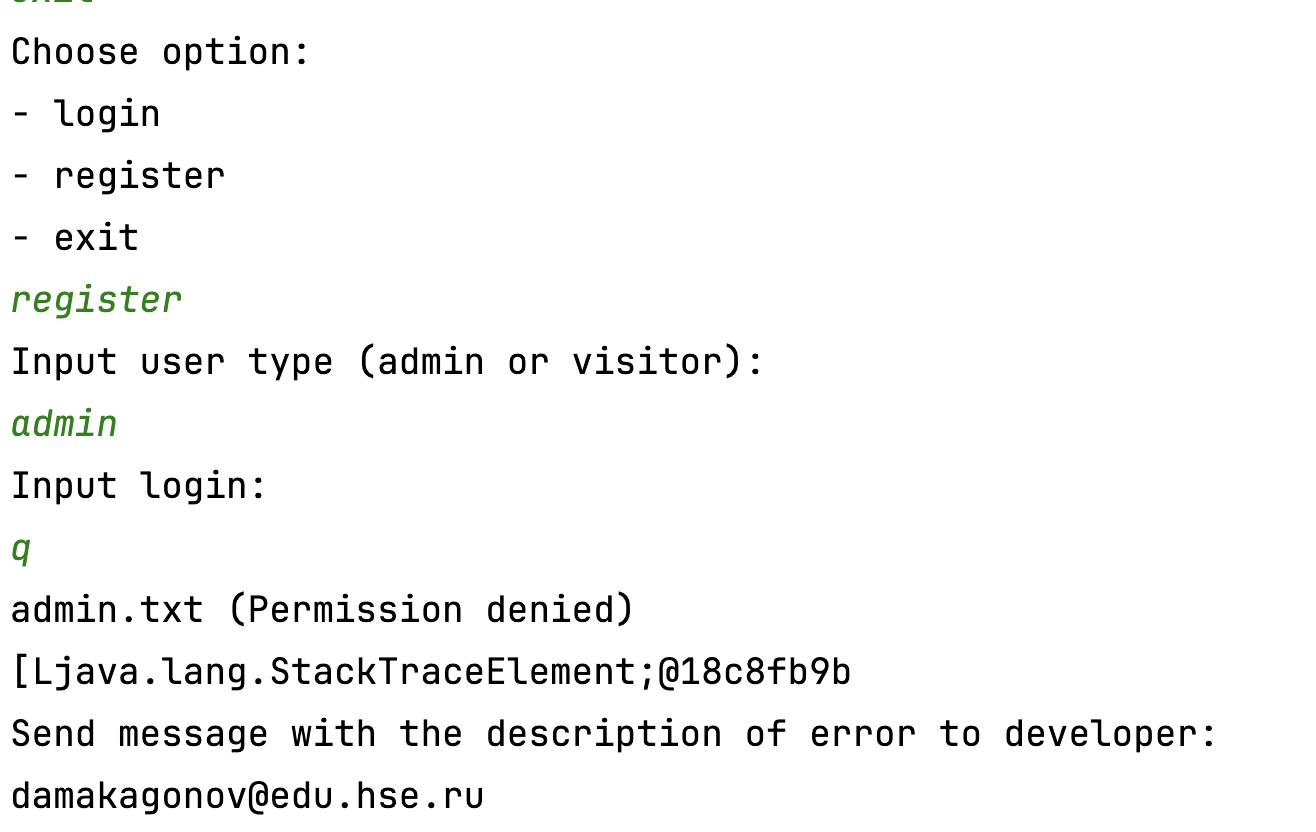 exit
Choose option:
- login
- register
- exit
register
Input user type (admin or visitor):
admin
Input login:
q
admin.txt (Permission denied)
[Ljava.lang.StackTraceElement;@18c8fb9b
Send message with the description of error to developer:
damakagonov@edu.hse.ru